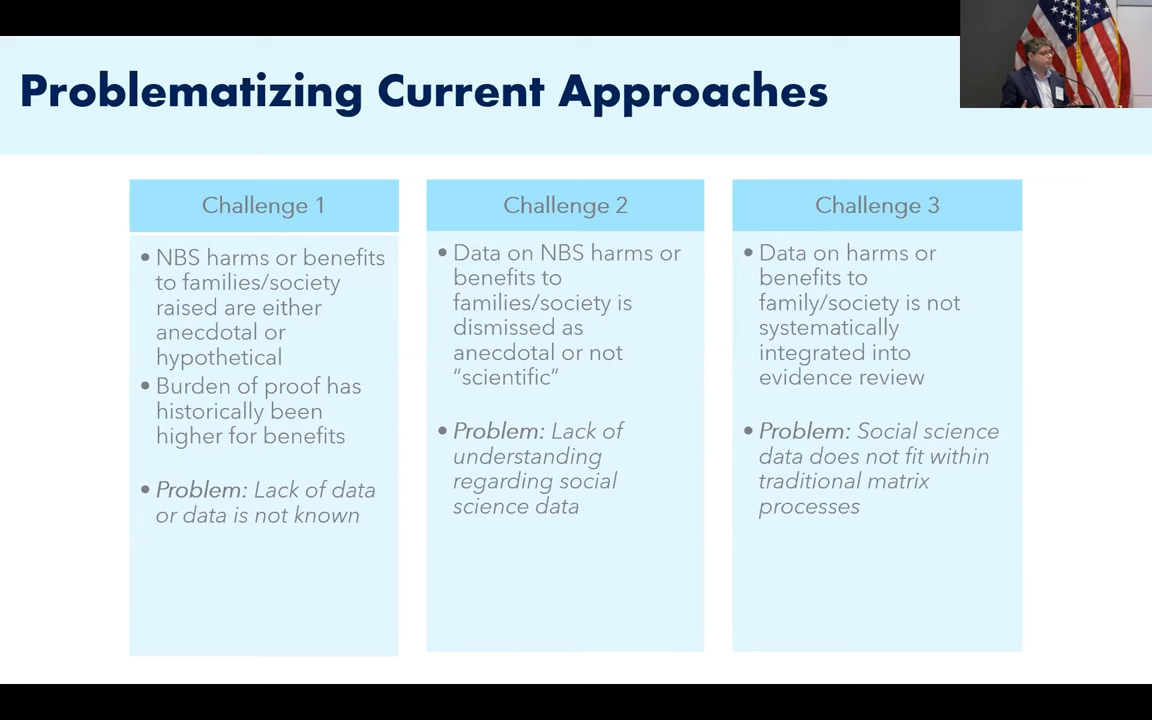 Problematizing Current Approaches
Challenge 1
• NBS harms or benefits
to families/society
raised are either
anecdotal or
hypothetical
• Burden of proof has
historically been
higher for benefits
• Problem: Lack of data
or data is not known
Challenge 2
• Data on NBS harms or
benefits to
families/society is
dismissed as
anecdotal or not
“scientific”
• Problem: Lack of
understanding
regarding social
science data
Challenge 3
• Data on harms or
benefits to
family/society is not
systematically
integrated into
evidence review
• Problem: Social science
data does not fit within
traditional matrix
processes